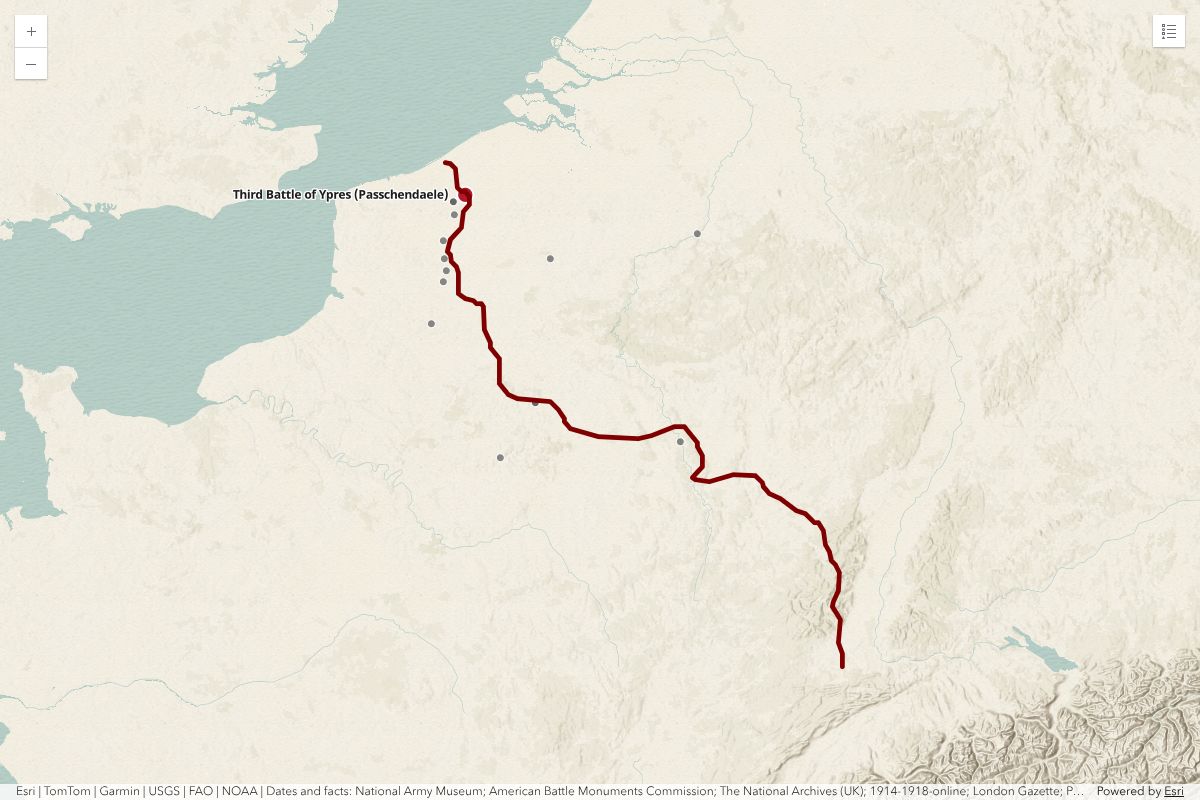 +
−
Third Battle of Ypres (Passchendaele)
Esri | TomTom | Garmin | USGS | FAO | NOAA | Dates and facts: National Army Museum; American Battle Monuments Commission; The National Archives (UK); 1914-1918-online; London Gazette; P... Powered by Esri